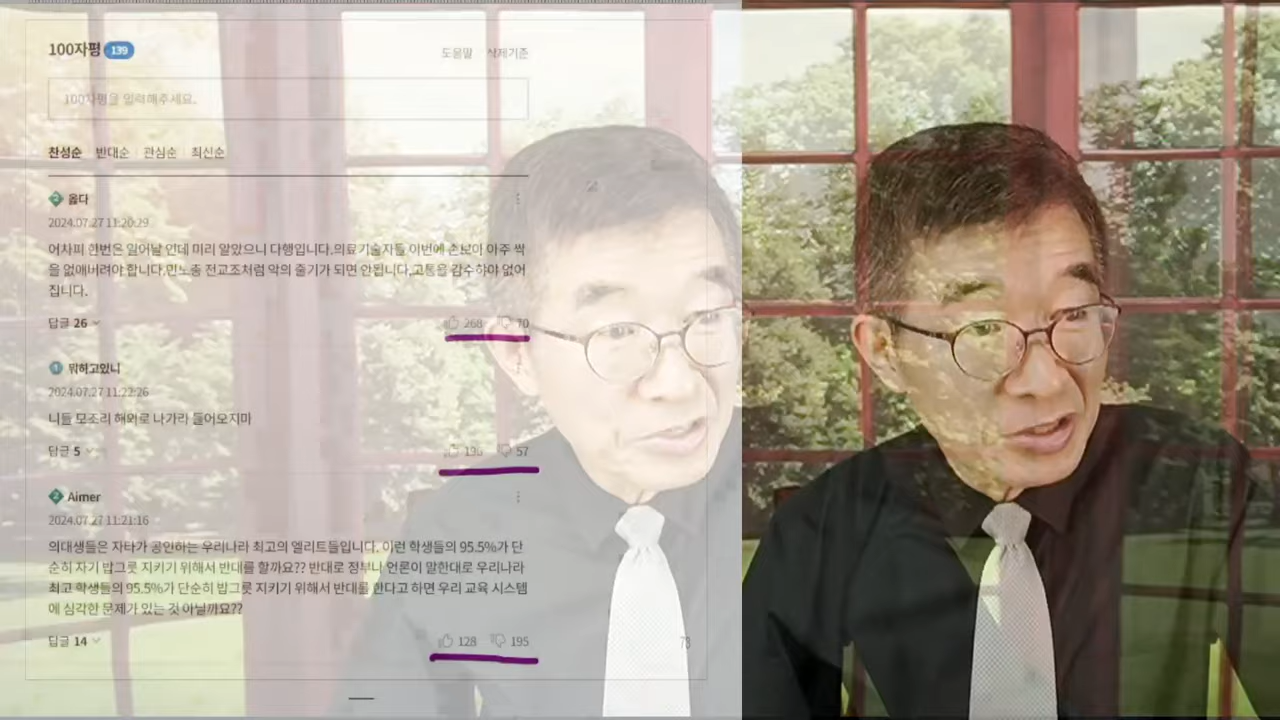 100자평 139
도움말 삭제기준
100자평을 입력해주세요.
찬성순 반대순 관심순 최신순
2 옳다
2024.07.27 11:20:29
어차피 한번은 일어날 인데 미리 알았으니 다행입니다.의료기술자들 이번에 손보아 아주 싹
을 없애버려야 합니다.민노총 전교조처럼 악의 줄기가 되면 안됩니다.고통을 감수하야 없어
집니다.
답글 26
268 70
1 뭐하고있니
2024.07.27 11:22:26
니들 모조리 해외로 나가라 들어오지마
답글 5
196 57
2 Aimer
2024.07.27 11:21:16
의대생들은 자타가 공인하는 우리나라 최고의 엘리트들입니다. 이런 학생들의 95.5%가 단
순히 자기 밥그릇 지키기 위해서 반대를 할까요?? 반대로 정부나 언론이 말한대로 우리나라
최고 학생들의 95.5%가 단순히 밥그릇 지키기 위해서 반대를 한다고 하면 우리 교육 시스템
에 심각한 문제가 있는 것 아닐까요??
답글 14
128 195
73